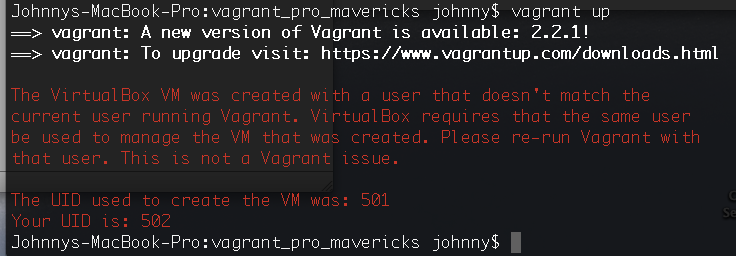 Johnnys-MacBook-Pro:vagrant_pro_mavericks johnny$ vagrant up
==> vagrant: A new version of Vagrant is available: 2.2.1!
==> vagrant: To upgrade visit: https://www.vagrantup.com/downloads.html
The VirtualBox VM was created with a user that doesn't match the
current user running Vagrant. VirtualBox requires that the same user
be used to manage the VM that was created. Please re-run Vagrant with
that user. This is not a Vagrant issue.
The UID used to create the VM was: 501
Your UID is: 502
Johnnys-MacBook-Pro:vagrant_pro_mavericks johnny$